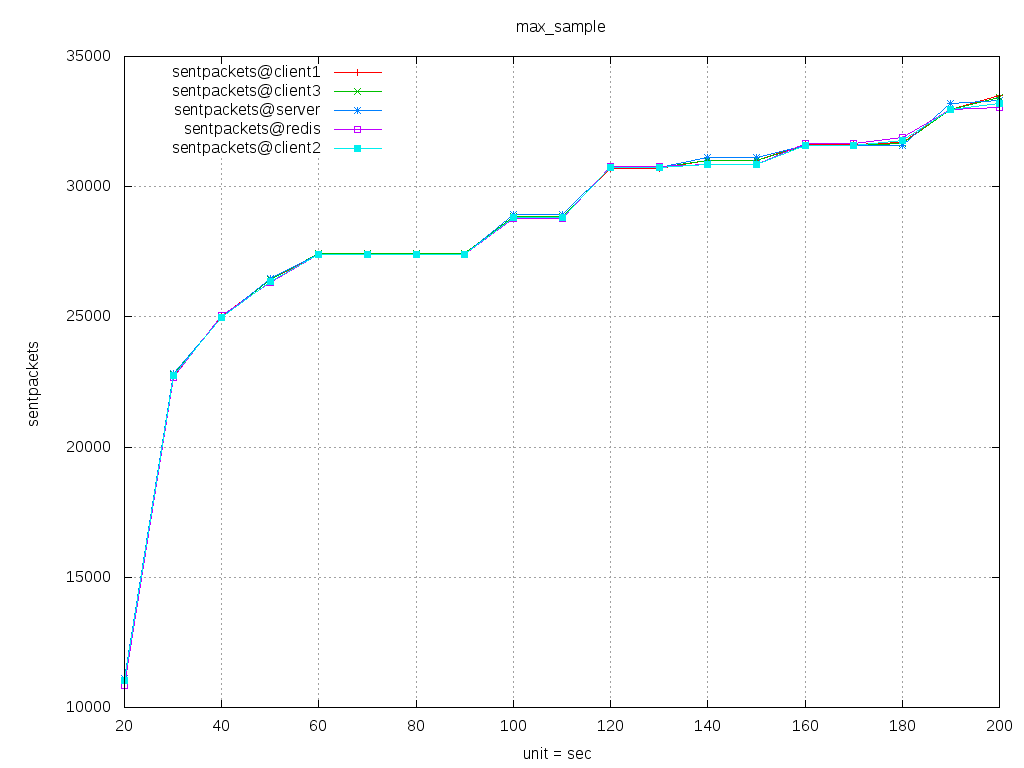 max_sample
35000
30000
25000
20000
15000
10000
sentpackets
sentpackets@client1
sentpackets@client3
sentpackets@server
sentpackets@redis
sentpackets@client2
20 40 60 80 100 120 140 160 180 200
unit = sec